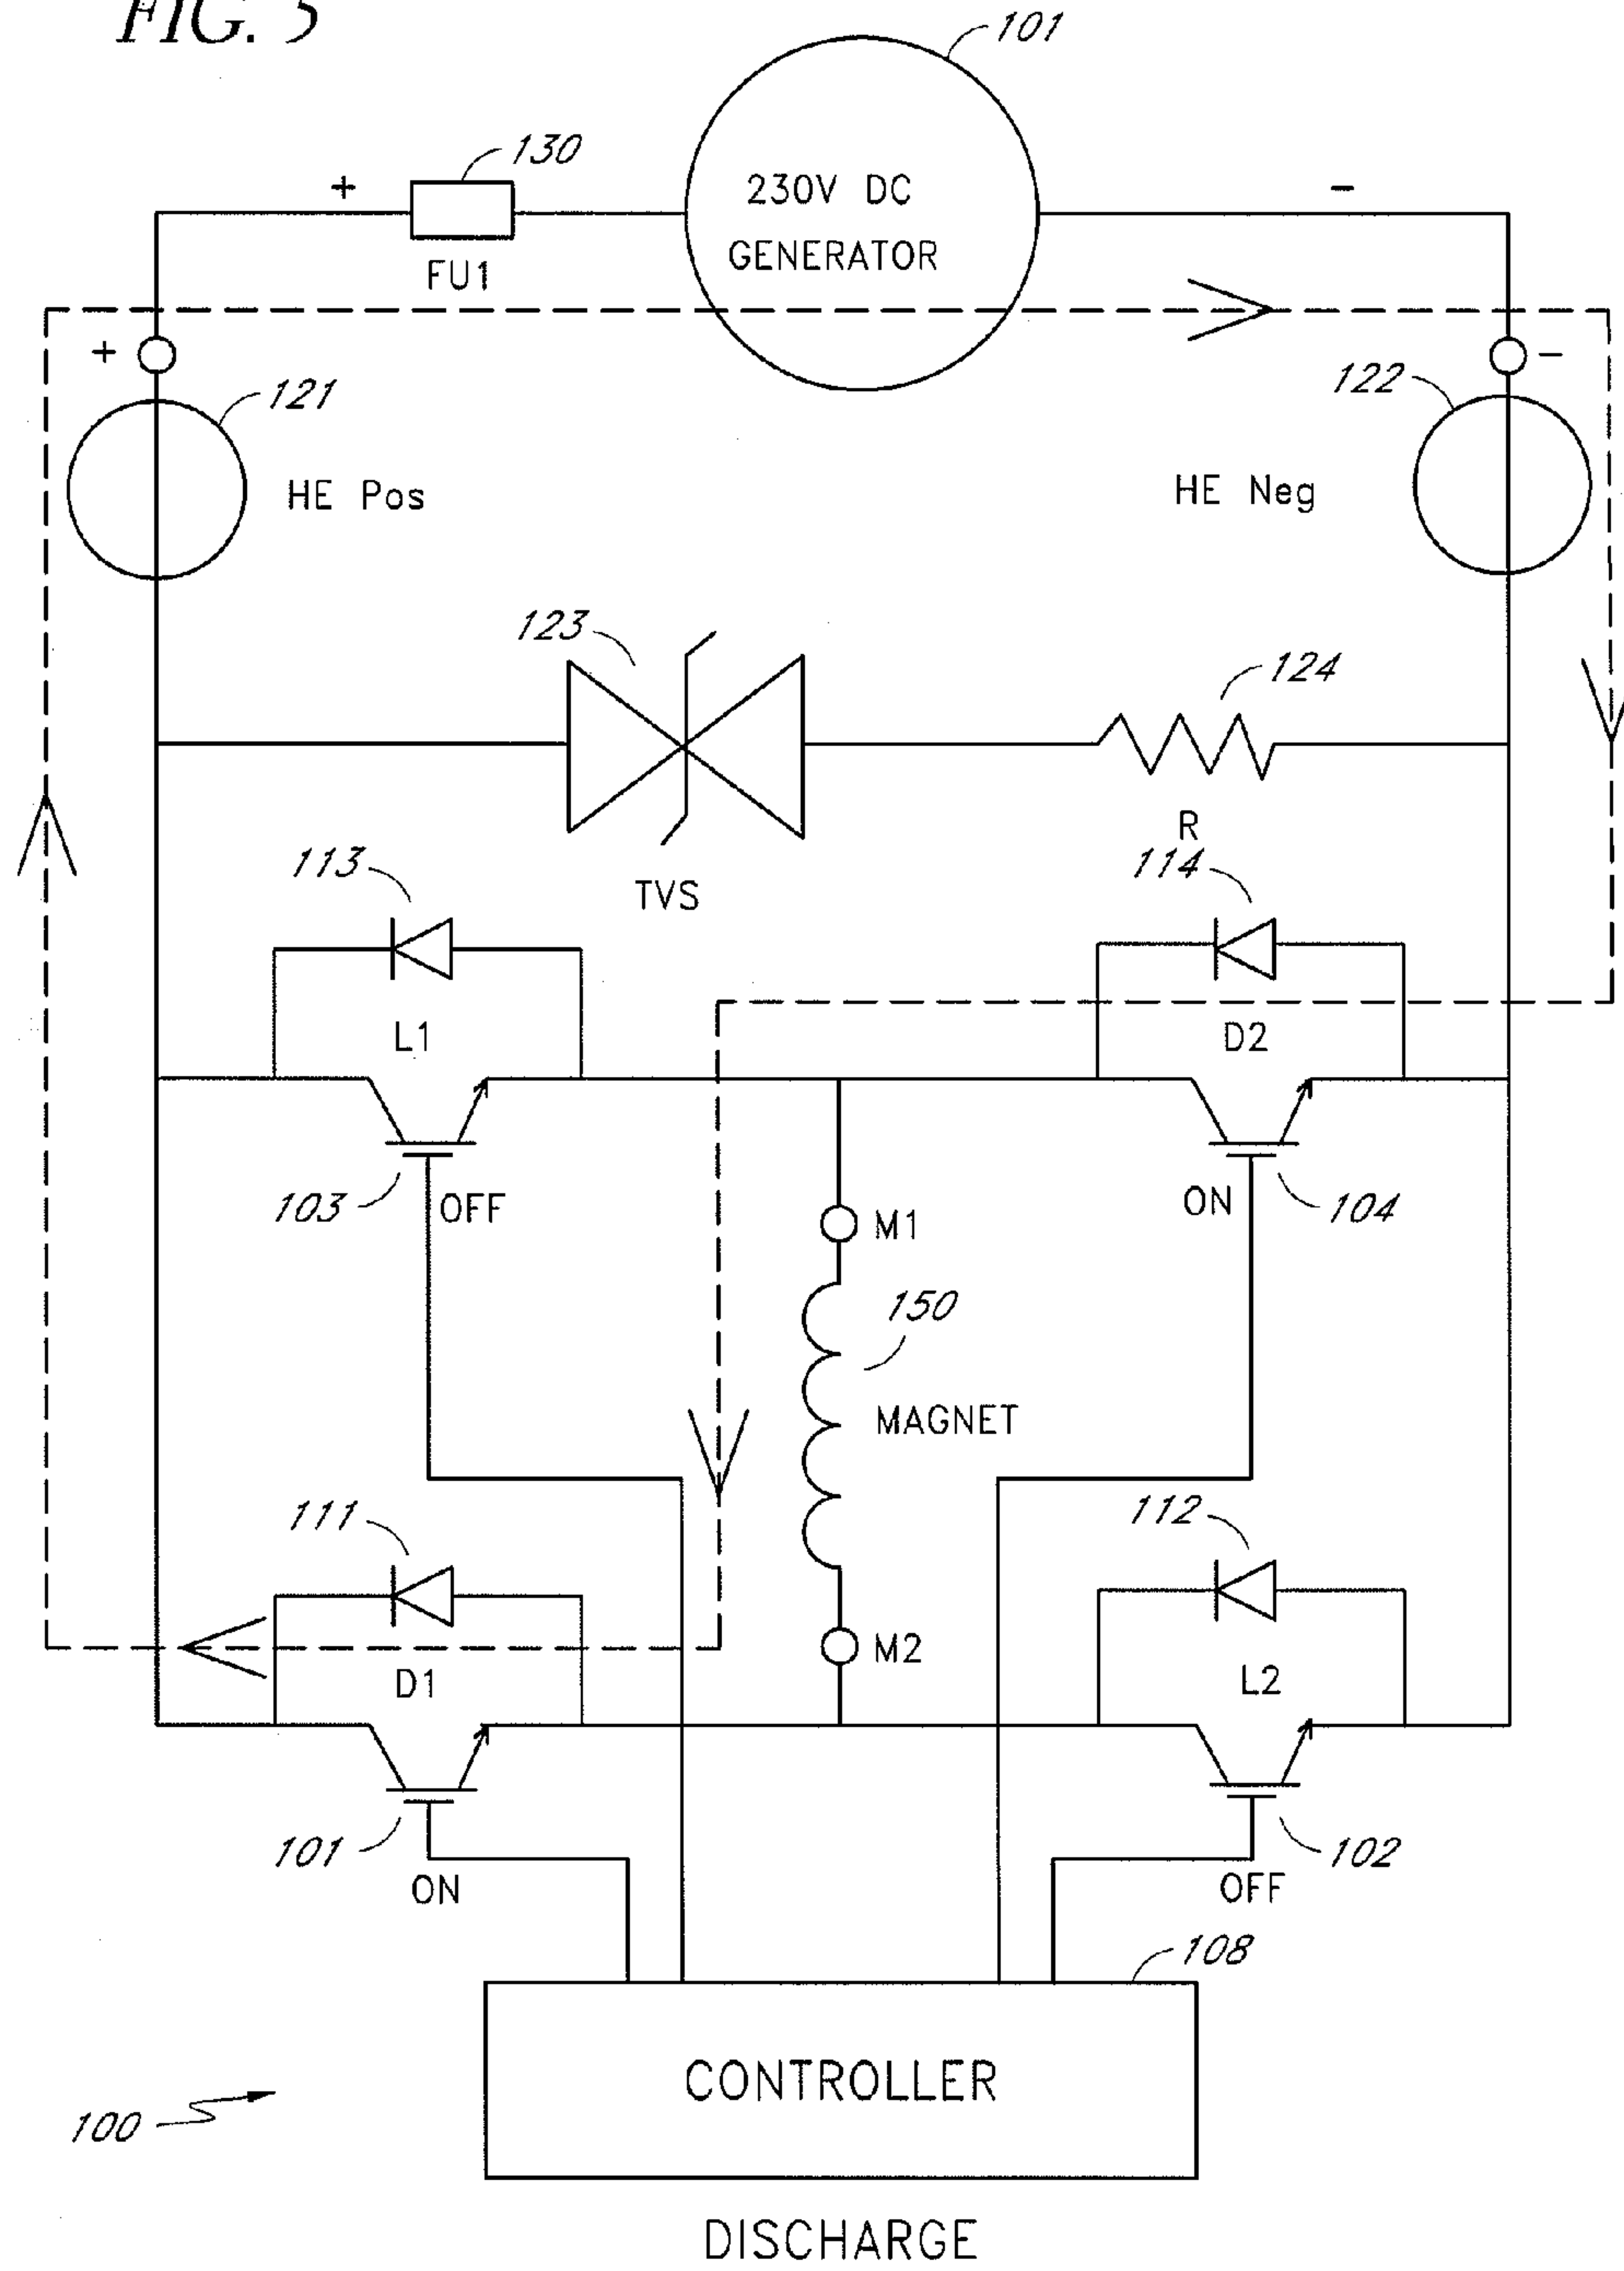 FIG. 5
101
130
+
-
230V DC
GENERATOR
FU1
+
-
121
122
HE Pos
HE Neg
123
124
R
113
114
TVS
L1
D2
103
OFF
ON
104
M1
150
MAGNET
111
112
M2
D1
L2
101
ON
102
OFF
108
CONTROLLER
100
DISCHARGE